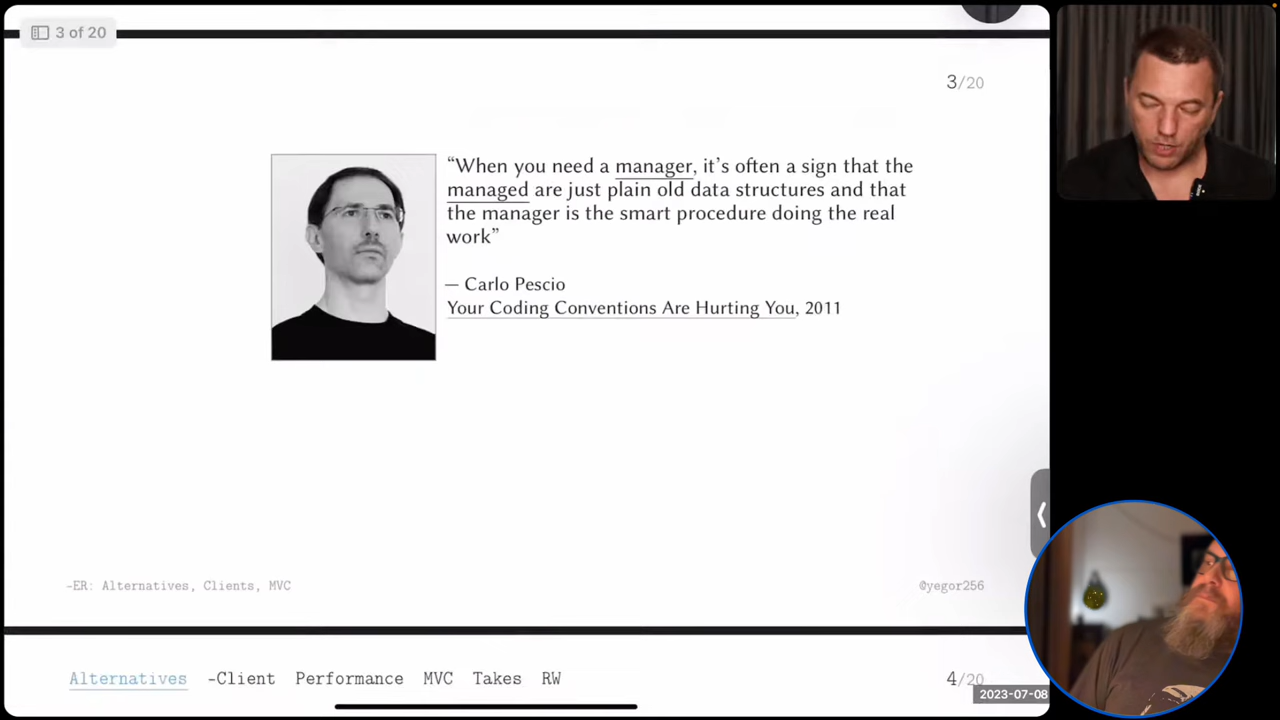 3 of 20
3/20
“When you need a manager, it’s often a sign that the
managed are just plain old data structures and that
the manager is the smart procedure doing the real
work”
— Carlo Pescio
Your Coding Conventions Are Hurting You, 2011
-ER: Alternatives, Clients, MVC
@yegor256
Alternatives -Client Performance MVC Takes RW
4/20
2023-07-08